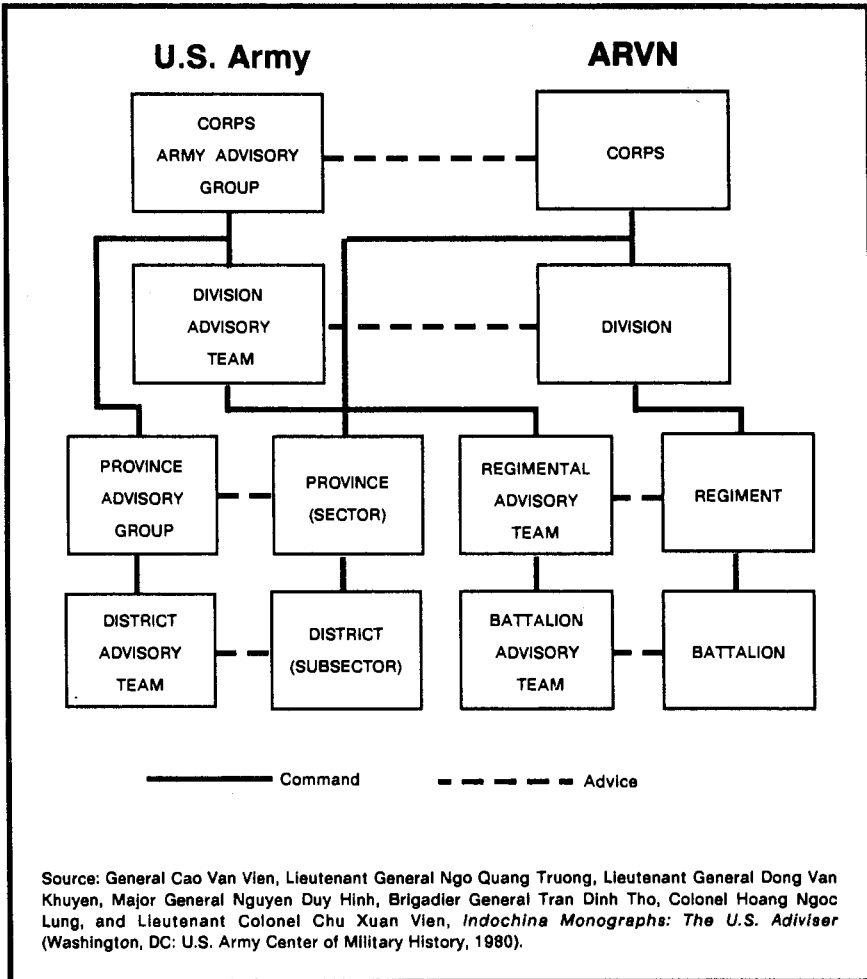 U.S. Army
ARVN
CORPS
ARMY ADVISORY
GROUP
CORPS
DIVISION
ADVISORY
TEAM
DIVISION
PROVINCE
ADVISORY
GROUP
PROVINCE
(SECTOR)
REGIMENTAL
ADVISORY
TEAM
REGIMENT
DISTRICT
ADVISORY
TEAM
DISTRICT
(SUBSECTOR)
BATTALION
ADVISORY
TEAM
BATTALION
Command
Advice
Source: General Cao Van Vien, Lieutenant General Ngo Quang Truong, Lieutenant General Dong Van
Khuyen, Major General Nguyen Duy Hinh, Brigadier General Tran Dinh Tho, Colonel Hoang Ngoc
Lung, and Lieutenant Colonel Chu Xuan Vien, Indochina Monographs: The U.S. Adiviser
(Washington, DC: U.S. Army Center of Military History, 1980).